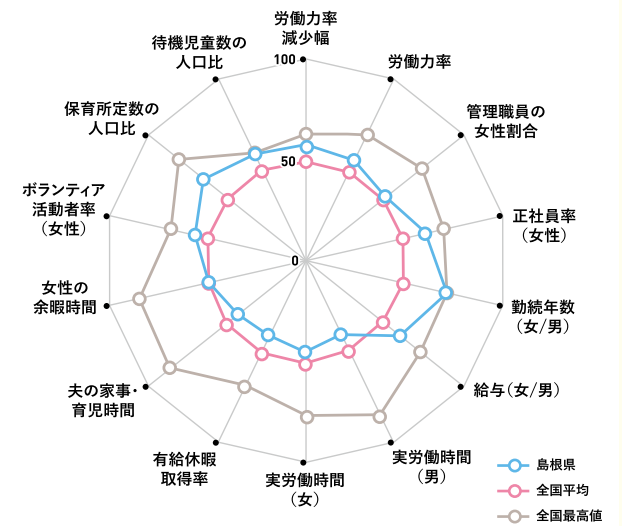 労働力率
減少幅
100
50
0
労働力率
管理職員の
女性割合
正社員率
（女性）
勤続年数
（女/男）
給与（女/男）
実労働時間
（男）
実労働時間
（女）
有給休暇
取得率
夫の家事・
育児時間
女性の
余暇時間
ボランティア
活動者率
（女性）
保育所定数の
人口比
待機児童数の
人口比
島根県
全国平均
全国最高値